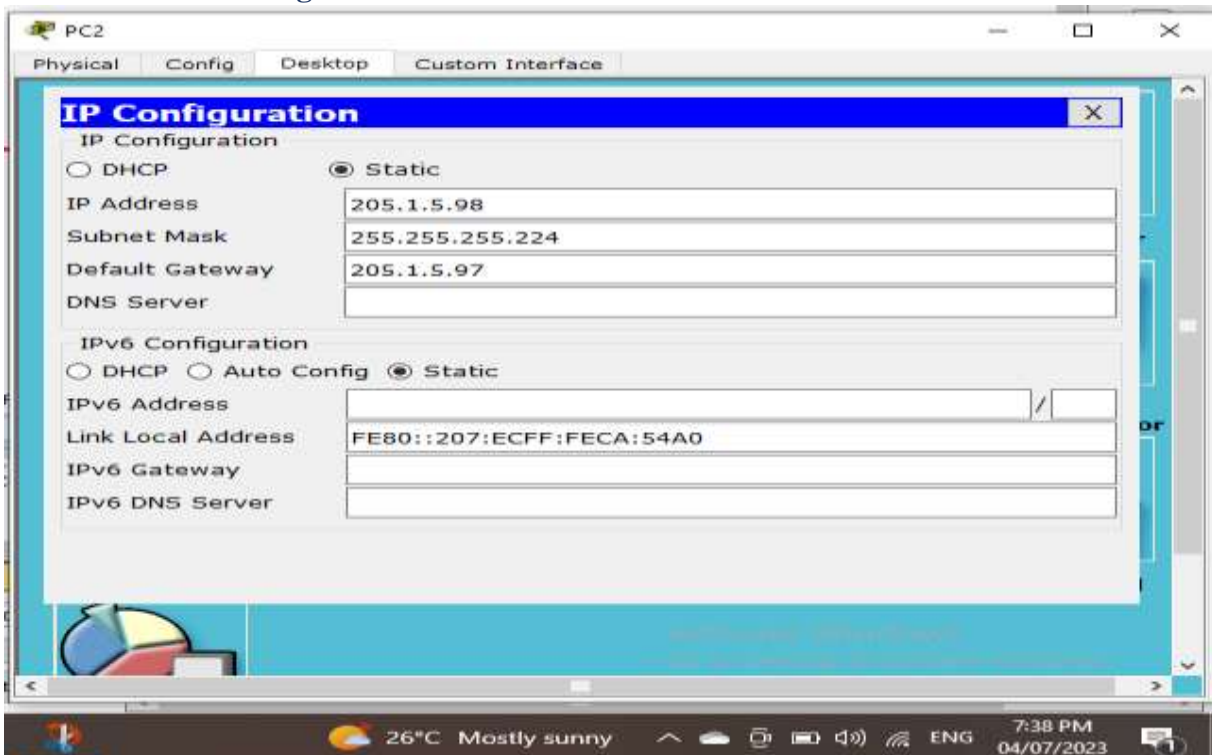 PC2
Physical Config Desktop Custom Interface
IP Configuration X
IP Configuration
DHCP Static
IP Address 205.1.5.98
Subnet Mask 255.255.255.224
Default Gateway 205.1.5.97
DNS Server
IPv6 Configuration
DHCP Auto Config Static
IPv6 Address /
Link Local Address FE80::207:ECFF:FECA:54A0
IPv6 Gateway
IPv6 DNS Server
or
26°C Mostly sunny ENG 7:38 PM
04/07/2023 1